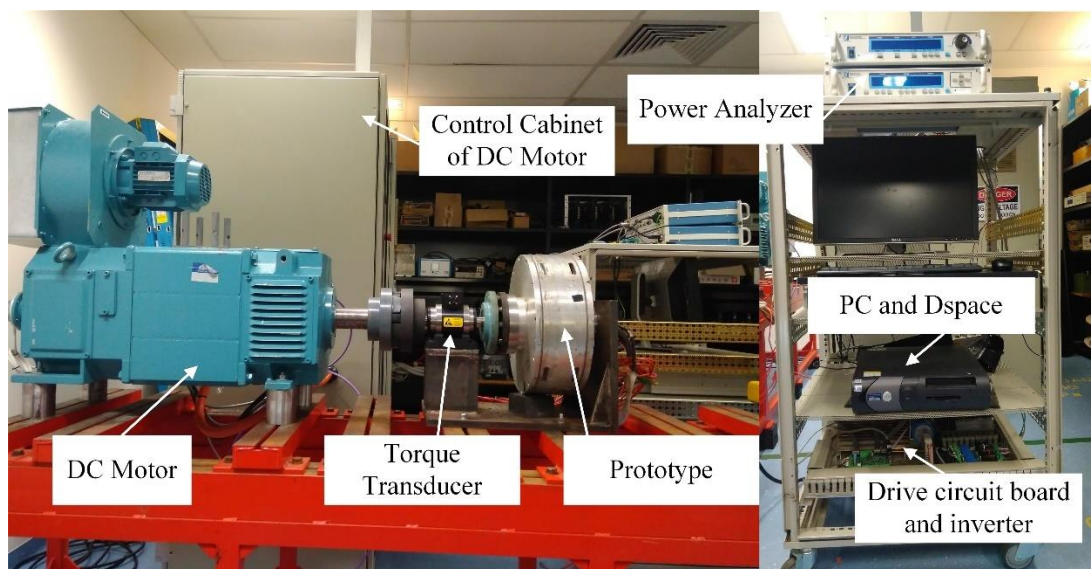 Control Cabinet
of DC Motor
DC Motor
Torque
Transducer
Prototype
Power Analyzer
DANGER
PC and Dspace
Drive circuit board
and inverter